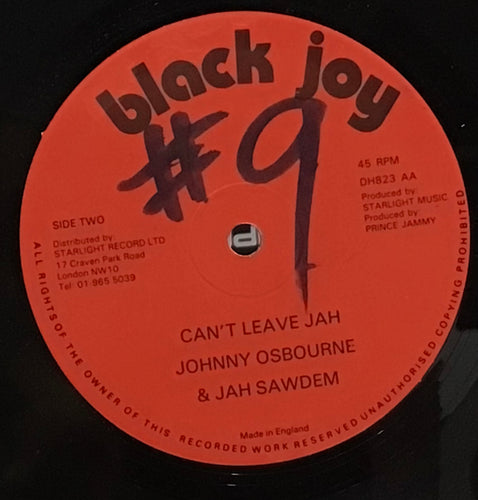 black joy
#9
45 RPM
DH823 AA
Produced by:
STARLIGHT MUSIC
Produced by:
PRINCE JAMMY
SIDE TWO
Distributed by:
STARLIGHT RECORD LTD
17 Craven Park Road
London NW10
Tel: 01-965 5039
CAN'T LEAVE JAH
JOHNNY OSBOURNE
& JAH SAWDEM
Made in England
ALL RIGHTS OF THE OWNER OF THIS RECORDED WORK RESERVED UNAUTHORISED COPYING PROHIBITED